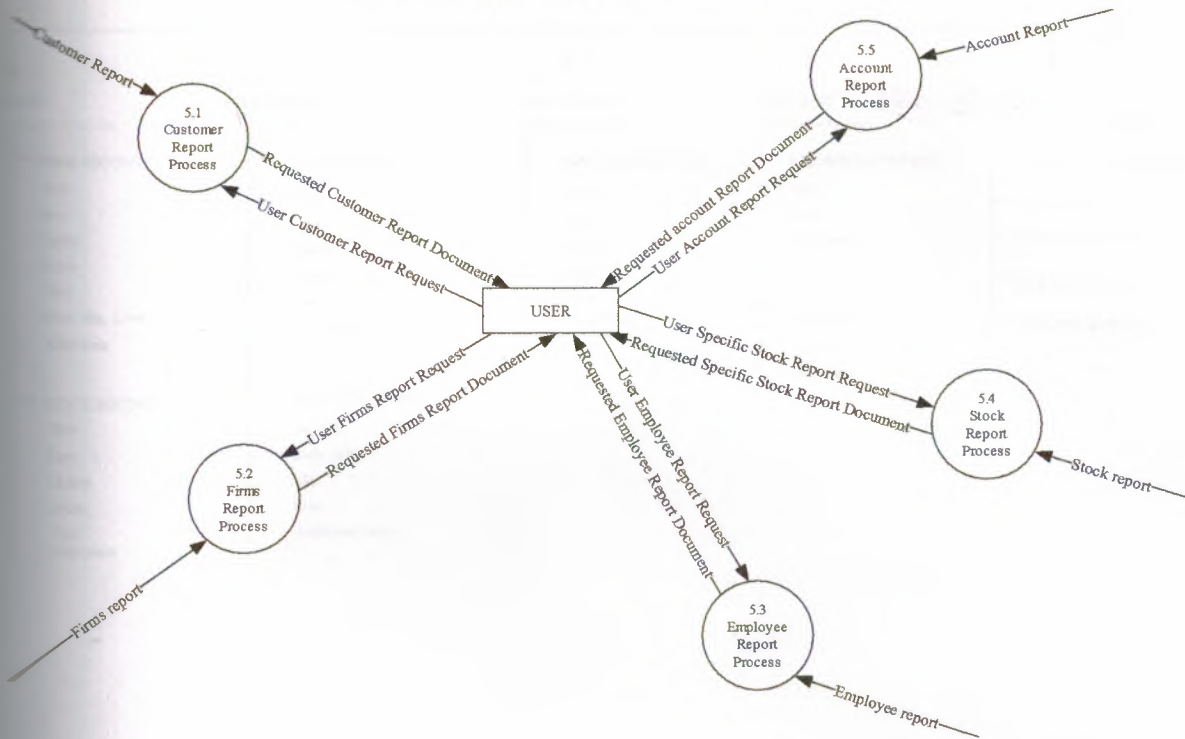 Customer Report
5.1
Customer
Report
Process
Requested Customer Report Document
User Customer Report Request
5.5
Account
Report
Process
Account Report
Requested account Report Document
User Account Report Request
USER
User Specific Stock Report Request
Requested Specific Stock Report Document
5.4
Stock
Report
Process
Stock report
User Firms Report Request
Requested Firms Report Document
5.2
Firms
Report
Process
Firms report
User Employee Report Request
Requested Employee Report Document
5.3
Employee
Report
Process
Employee report